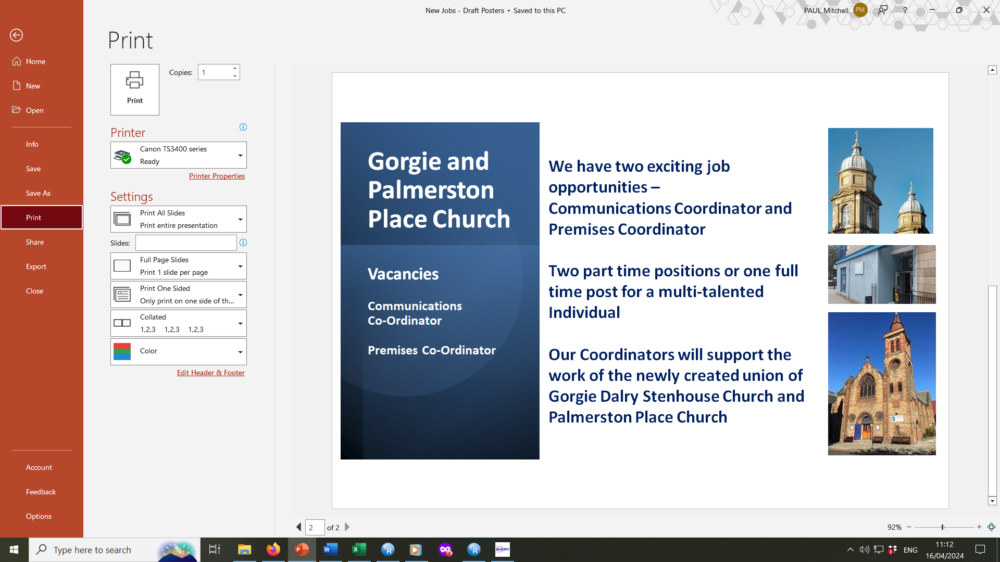 New Jobs - Draft Posters • Saved to this PC
PAUL Mitchell
PM
?
Print
Home
New
Open
Info
Save
Save As
Print
Share
Export
Close
Account
Feedback
Options
Print
Copies: 1
Printer
Canon TS3400 series
Ready
Printer Properties
Settings
Print All Slides
Print entire presentation
Slides:
Full Page Slides
Print 1 slide per page
Print One Sided
Only print on one side of th...
Collated
1,2,3 1,2,3 1,2,3
Color
Edit Header & Footer
Gorgie and
Palmerston
Place Church
Vacancies
Communications
Co-Ordinator
Premises Co-Ordinator
We have two exciting job
opportunities –
Communications Coordinator and
Premises Coordinator
Two part time positions or one full
time post for a multi-talented
Individual
Our Coordinators will support the
work of the newly created union of
Gorgie Dalry Stenhouse Church and
Palmerston Place Church
2 of 2
92%
Type here to search
AVERY
3
ENG
11:12
16/04/2024